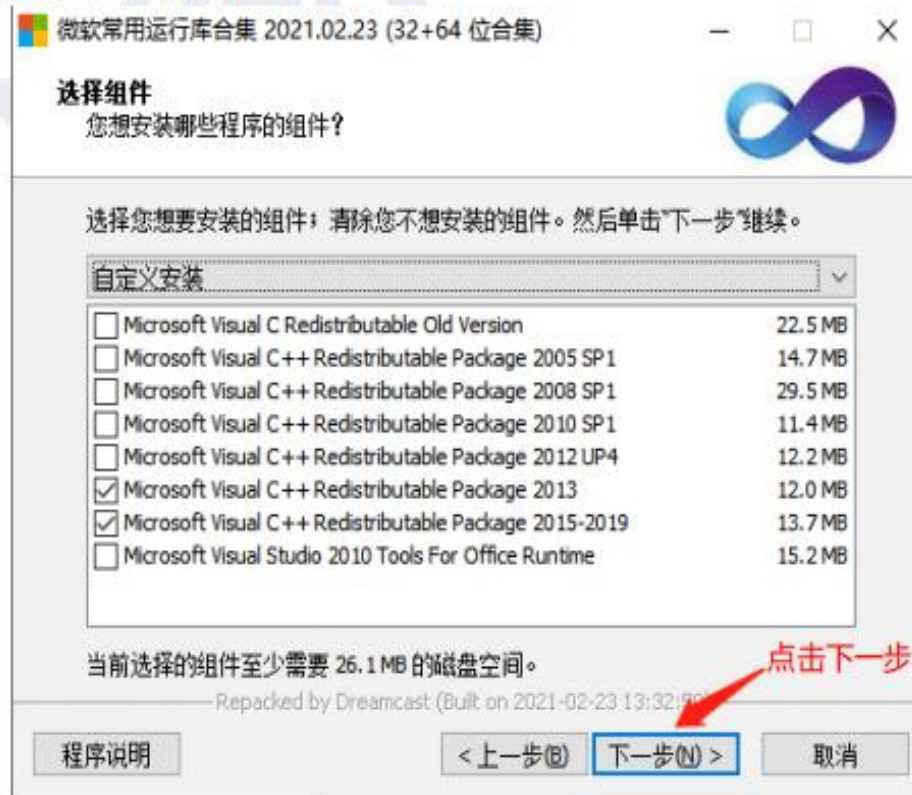 微软常用运行库合集 2021.02.23 (32+64 位合集)
选择组件
您想安装哪些程序的组件?
选择您想要安装的组件；清除您不想安装的组件。然后单击"下一步"继续。
自定义安装
Microsoft Visual C Redistributable Old Version 22.5 MB
Microsoft Visual C++ Redistributable Package 2005 SP1 14.7 MB
Microsoft Visual C++ Redistributable Package 2008 SP1 29.5 MB
Microsoft Visual C++ Redistributable Package 2010 SP1 11.4 MB
Microsoft Visual C++ Redistributable Package 2012 UP4 12.2 MB
Microsoft Visual C++ Redistributable Package 2013 12.0 MB
Microsoft Visual C++ Redistributable Package 2015-2019 13.7 MB
Microsoft Visual Studio 2010 Tools For Office Runtime 15.2 MB
当前选择的组件至少需要 26.1 MB 的磁盘空间。
点击下一步
Repacked by Dreamcast (Built on 2021-02-23
程序说明 <上一步(B) 下一步(N) > 取消